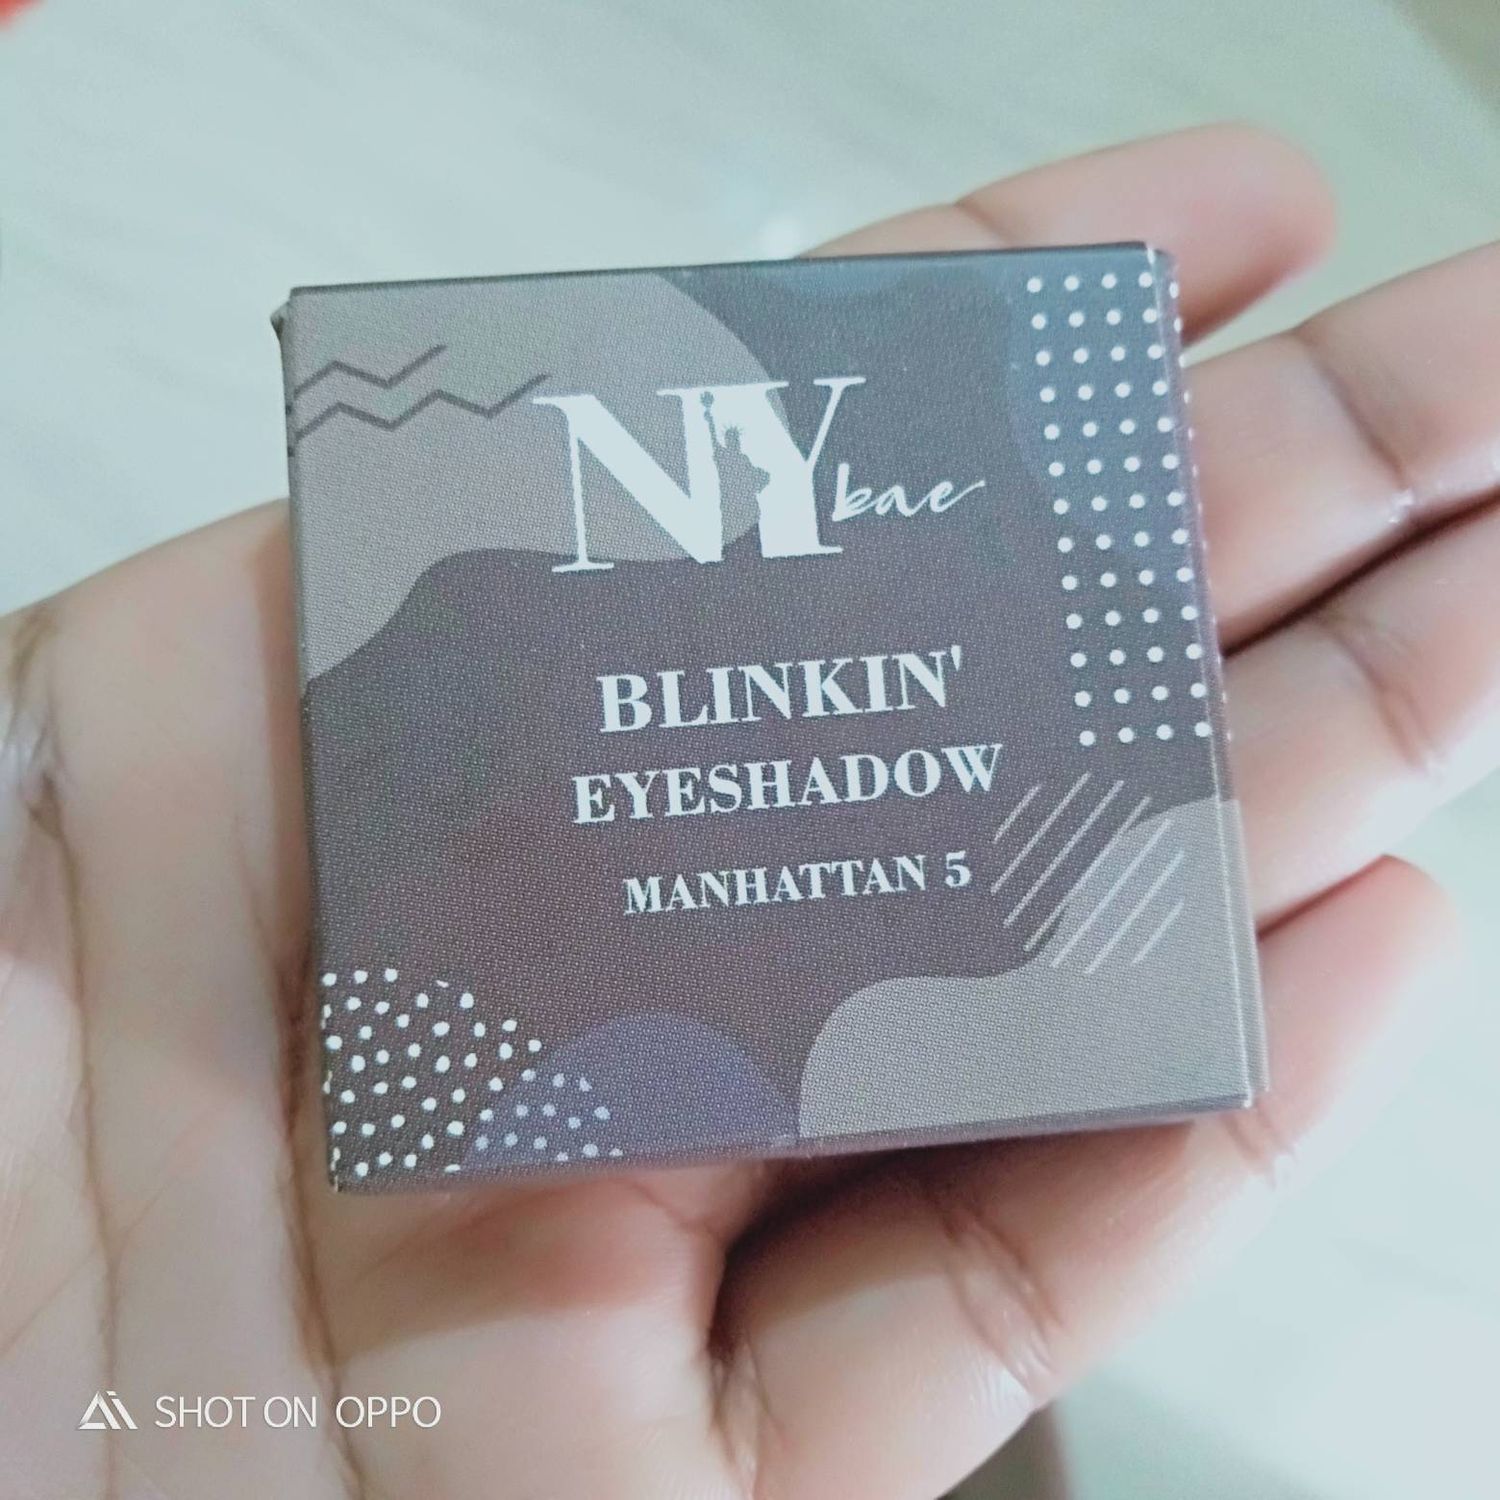 NY bae
BLINKIN'
EYESHADOW
MANHATTAN 5
SHOT ON OPPO